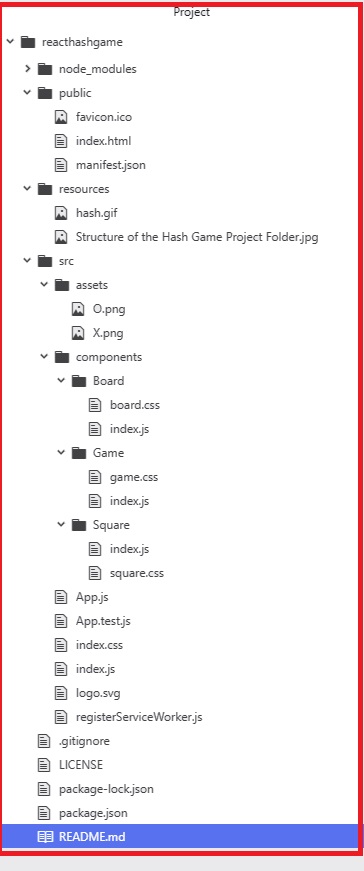 Project
reacthashgame
node_modules
public
favicon.ico
index.html
manifest.json
resources
hash.gif
Structure of the Hash Game Project Folder.jpg
src
assets
O.png
X.png
components
Board
board.css
index.js
Game
game.css
index.js
Square
index.js
square.css
App.js
App.test.js
index.css
index.js
logo.svg
registerServiceWorker.js
.gitignore
LICENSE
package-lock.json
package.json
README.md